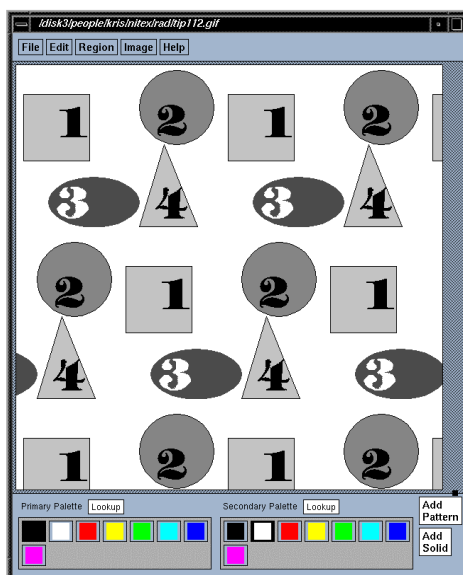 /disk3/people/kris/nitex/rad/tip112.gif
File Edit Region Image Help
1 2 1 2
3 4 3 4
2 1 2 1
4 3 4 3
1 2 1 2
Primary Palette Lookup Secondary Palette Lookup
Add Pattern
Add Solid